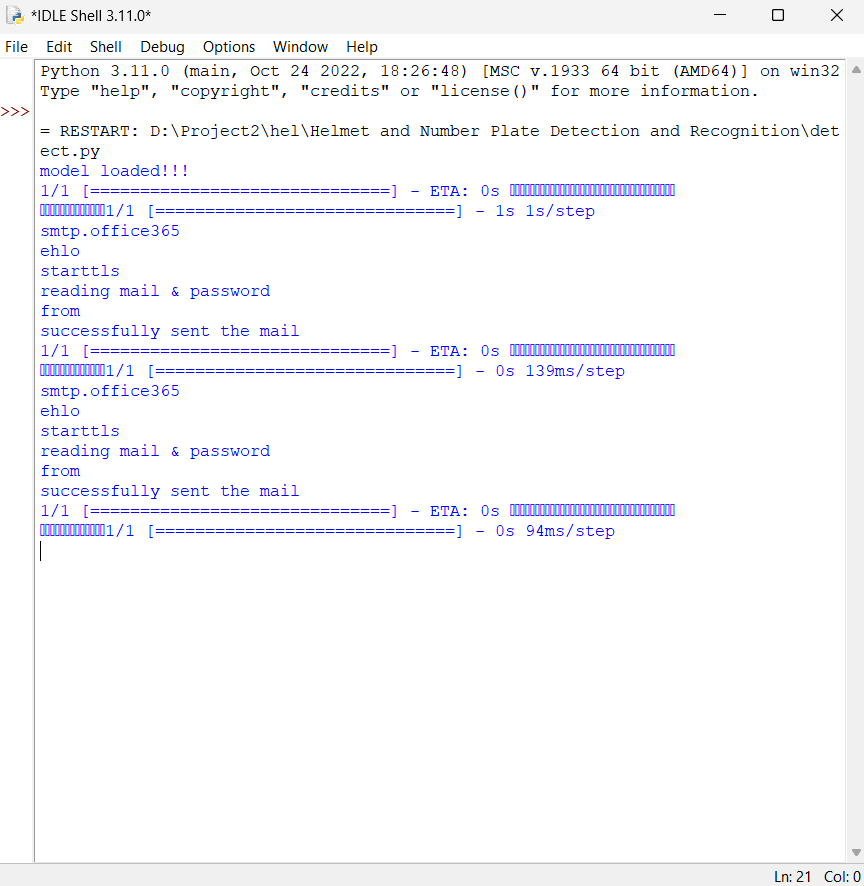 *IDLE Shell 3.11.0*
File Edit Shell Debug Options Window Help
Python 3.11.0 (main, Oct 24 2022, 18:26:48) [MSC v.1933 64 bit (AMD64)] on win32
Type "help", "copyright", "credits" or "license()" for more information.
>>>
= RESTART: D:\Project2\hel\Helmet and Number Plate Detection and Recognition\det
ect.py
model loaded!!!
1/1 [==============================] - ETA: 0s
1/1 [==============================] - 1s 1s/step
smtp.office365
ehlo
starttls
reading mail & password
from
successfully sent the mail
1/1 [==============================] - ETA: 0s
1/1 [==============================] - 0s 139ms/step
smtp.office365
ehlo
starttls
reading mail & password
from
successfully sent the mail
1/1 [==============================] - ETA: 0s
1/1 [==============================] - 0s 94ms/step
Ln: 21 Col: 0